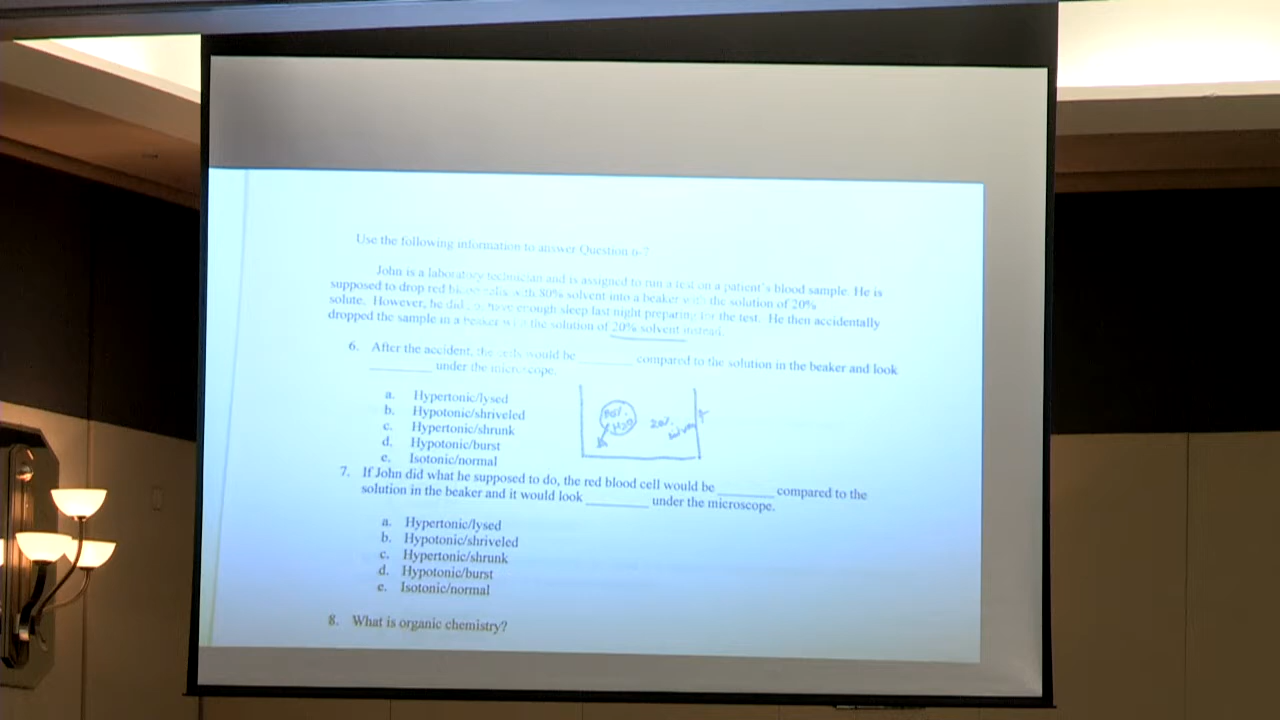 Use the following information to answer Question 6-7
John is a laboratory technician and is assigned to run a test on a patient's blood sample. He is
supposed to drop red blood cells with 80% solvent into a beaker with the solution of 20%
solute. However, he did not have enough sleep last night preparing for the test. He then accidentally
dropped the sample in a beaker with the solution of 20% solvent instead.
6. After the accident, the cells would be ______ compared to the solution in the beaker and look
______ under the microscope.
a. Hypertonic/lysed
b. Hypotonic/shriveled
c. Hypertonic/shrunk
d. Hypotonic/burst
e. Isotonic/normal
80%
H2O
20%
7. If John did what he supposed to do, the red blood cell would be ______ compared to the
solution in the beaker and it would look ______ under the microscope.
a. Hypertonic/lysed
b. Hypotonic/shriveled
c. Hypertonic/shrunk
d. Hypotonic/burst
e. Isotonic/normal
8. What is organic chemistry?